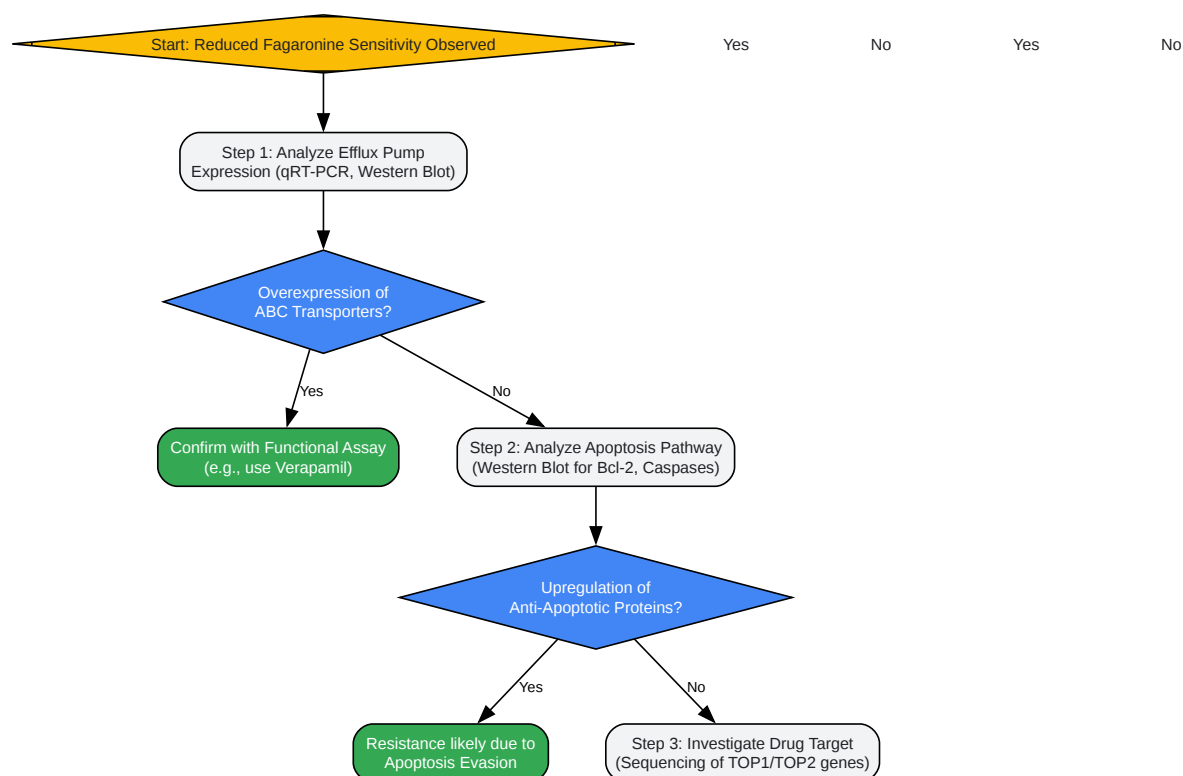 Start: Reduced Fagaronine Sensitivity Observed
Yes
No
Yes
No
Step 1: Analyze Efflux Pump
Expression (qRT-PCR, Western Blot)
Overexpression of
ABC Transporters?
Yes
No
Confirm with Functional Assay
(e.g., use Verapamil)
Step 2: Analyze Apoptosis Pathway
(Western Blot for Bcl-2, Caspases)
Upregulation of
Anti-Apoptotic Proteins?
Yes
No
Resistance likely due to
Apoptosis Evasion
Step 3: Investigate Drug Target
(Sequencing of TOP1/TOP2 genes)